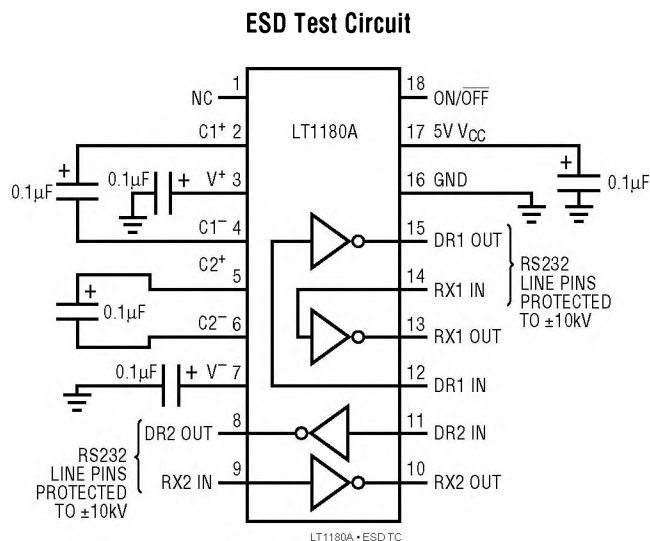 ESD Test Circuit
LT1180A
NC 1
C1+ 2
0.1µF +
0.1µF + V+ 3
C1− 4
C2+ 5
+ 0.1µF
C2− 6
0.1µF + V− 7
DR2 OUT 8
RX2 IN 9
RS232
LINE PINS
PROTECTED
TO ±10kV
18 ON/OFF
17 5V VCC
+ 0.1µF
16 GND
15 DR1 OUT
14 RX1 IN
RS232
LINE PINS
PROTECTED
TO ±10kV
13 RX1 OUT
12 DR1 IN
11 DR2 IN
10 RX2 OUT
LT1180A • ESD TC